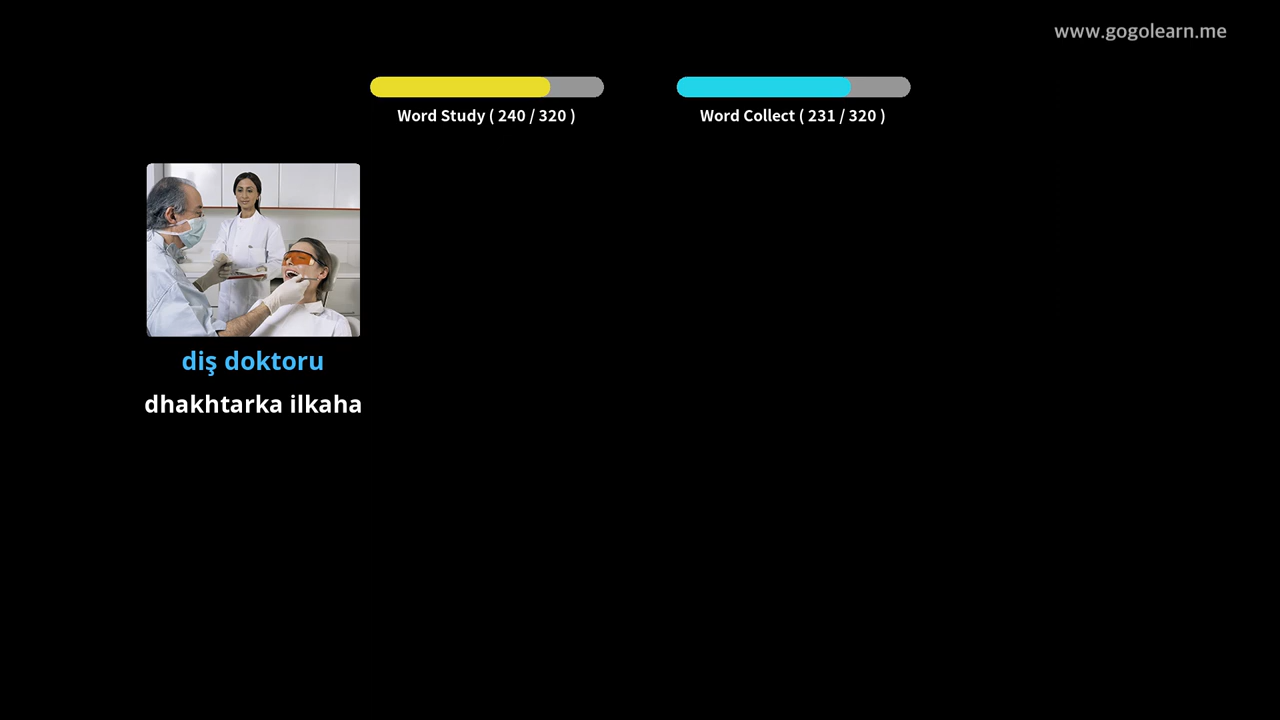 www.gogolearn.me
Word Study ( 240 / 320 )
Word Collect ( 231 / 320 )
diş doktoru
dhakhtarka ilkaha